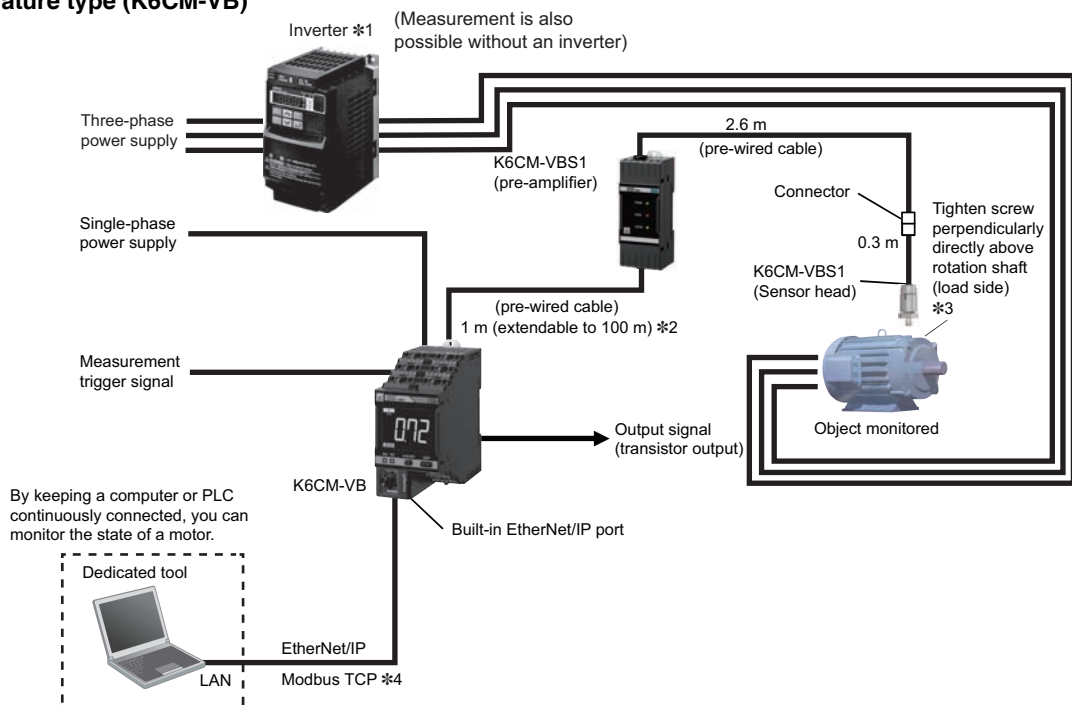 ature type (K6CM-VB)
Inverter *1
(Measurement is also
possible without an inverter)
Three-phase
power supply
2.6 m
(pre-wired cable)
K6CM-VBS1
(pre-amplifier)
Connector
Tighten screw
perpendicularly
directly above
rotation shaft
(load side)
*3
0.3 m
Single-phase
power supply
K6CM-VBS1
(Sensor head)
(pre-wired cable)
1 m (extendable to 100 m) *2
Measurement
trigger signal
0.72
Output signal
(transistor output)
Object monitored
K6CM-VB
Built-in EtherNet/IP port
By keeping a computer or PLC
continuously connected, you can
monitor the state of a motor.
Dedicated tool
EtherNet/IP
LAN
Modbus TCP *4